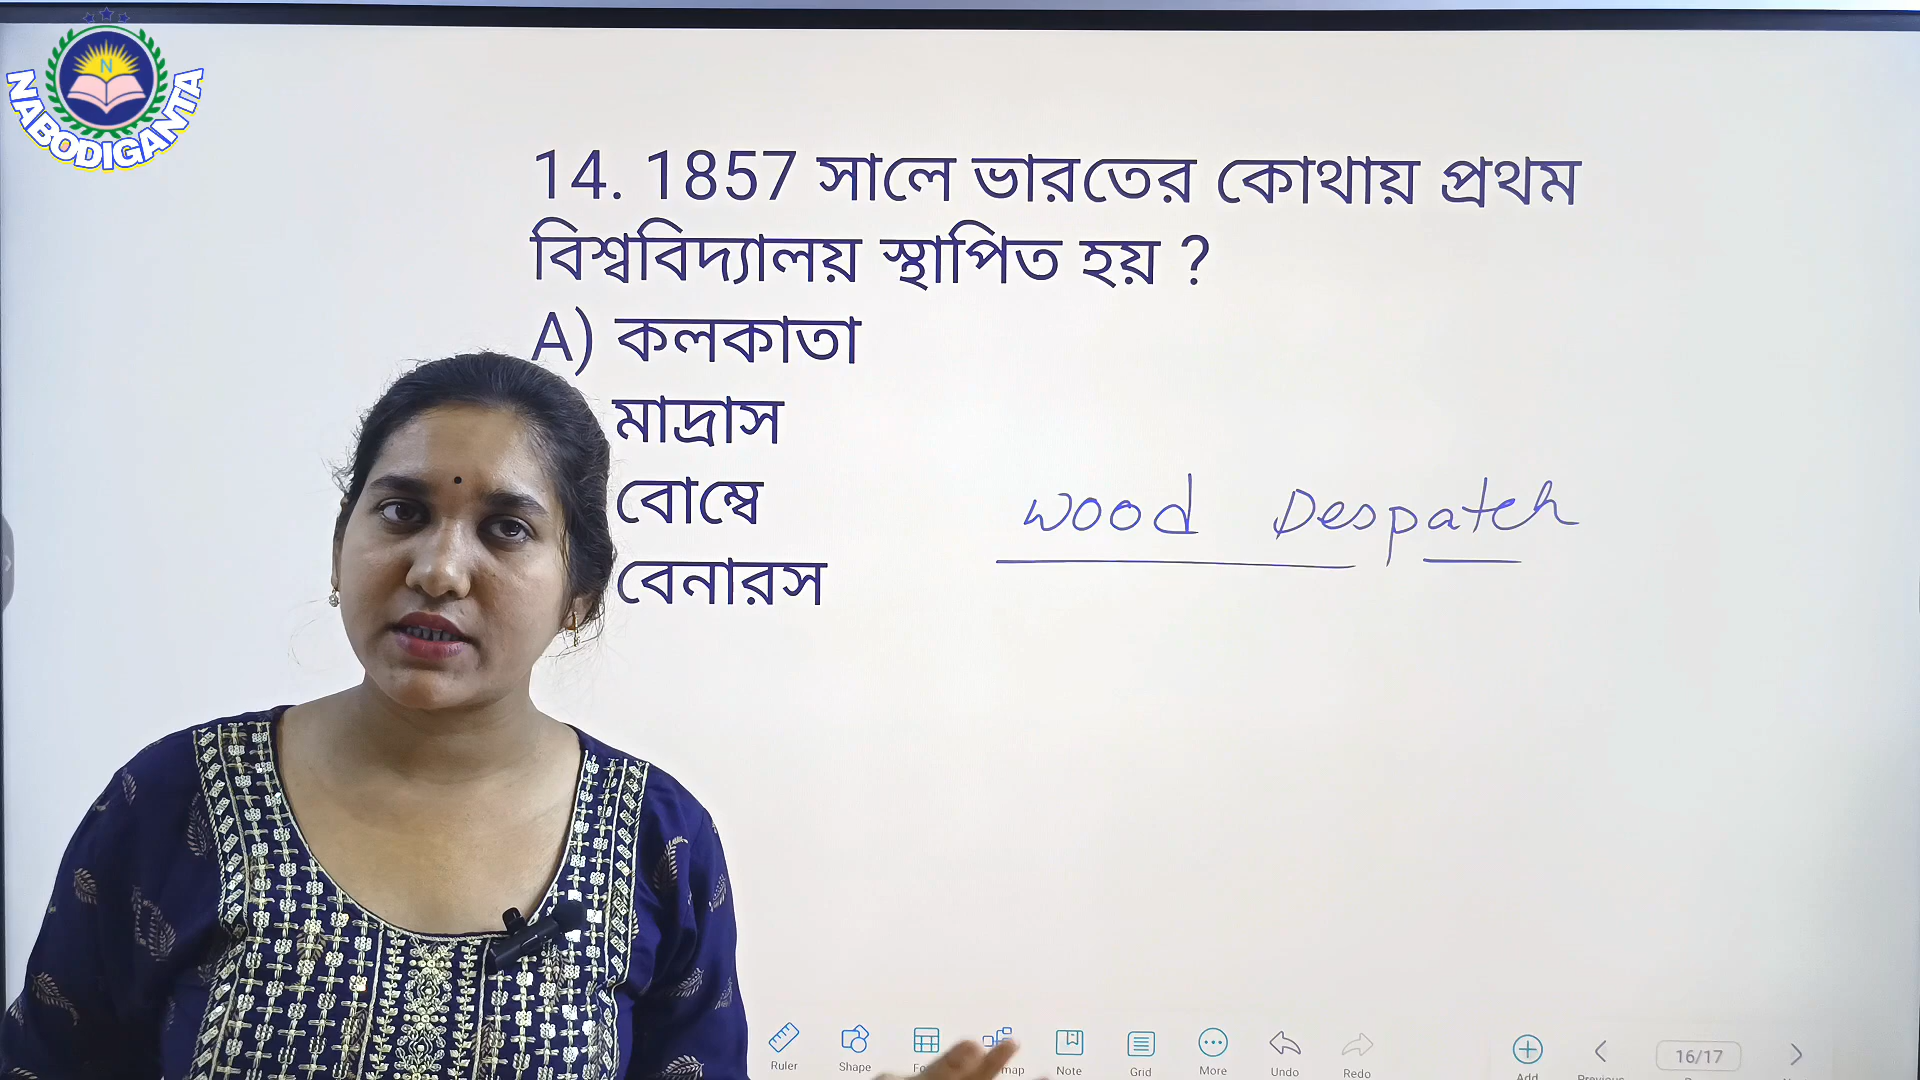 NABODIGANTA
N
14. 1857 সালে ভারতের কোথায় প্রথম
বিশ্ববিদ্যালয় স্থাপিত হয় ?
A) কলকাতা
মাদ্রাস
বোম্বে
বেনারস
Wood Despatch
Ruler Shape map Note Grid More Undo Redo Add 16/17